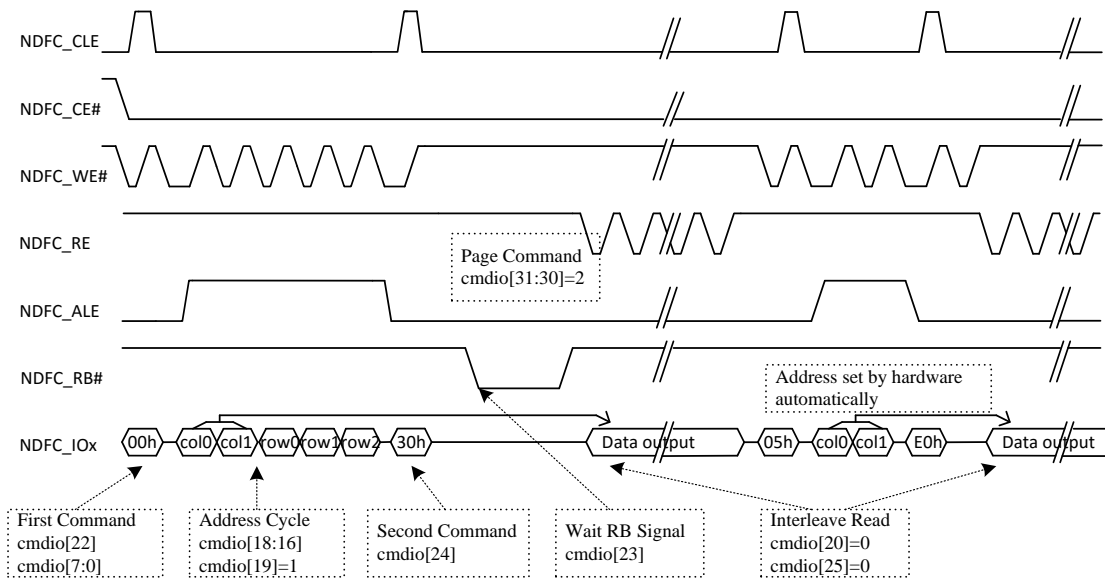 NDFC_CLE
NDFC_CE#
NDFC_WE#
NDFC_RE
Page Command
cmdio[31:30]=2
NDFC_ALE
NDFC_RB#
Address set by hardware
automatically
NDFC_IOx
00h col0 col1 row0 row1 row2 30h Data output 05h col0 col1 E0h Data output
First Command
cmdio[22]
cmdio[7:0]
Address Cycle
cmdio[18:16]
cmdio[19]=1
Second Command
cmdio[24]
Wait RB Signal
cmdio[23]
Interleave Read
cmdio[20]=0
cmdio[25]=0